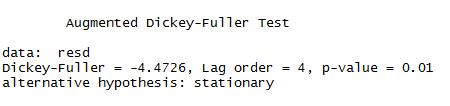 Augmented Dickey-Fuller Test
data:  resd
Dickey-Fuller = -4.4726, Lag order = 4, p-value = 0.01
alternative hypothesis: stationary